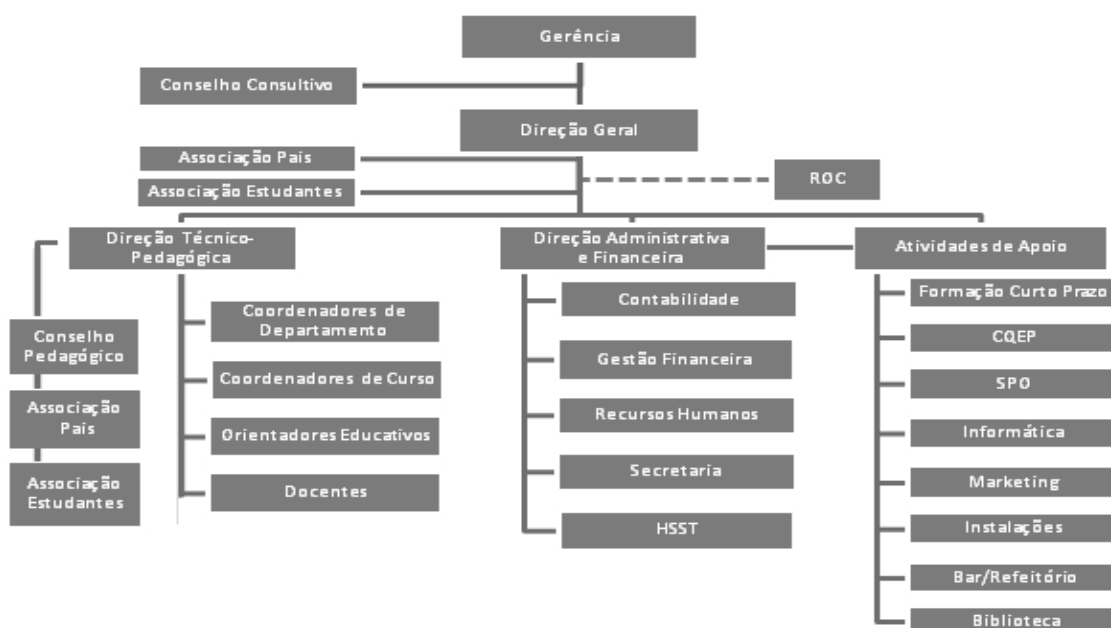 Gerência
Conselho Consultivo
Direção Geral
Associação Pais
Associação Estudantes
ROC
Direção Técnico-
Pedagógica
Direção Administrativa
e Financeira
Atividades de Apoio
Conselho
Pedagógico
Associação
Pais
Associação
Estudantes
Coordenadores de
Departamento
Coordenadores de Curso
Orientadores Educativos
Docentes
Contabilidade
Gestão Financeira
Recursos Humanos
Secretaria
HSST
Formação Curto Prazo
CQEP
SPO
Informática
Marketing
Instalações
Bar/Refeitório
Biblioteca